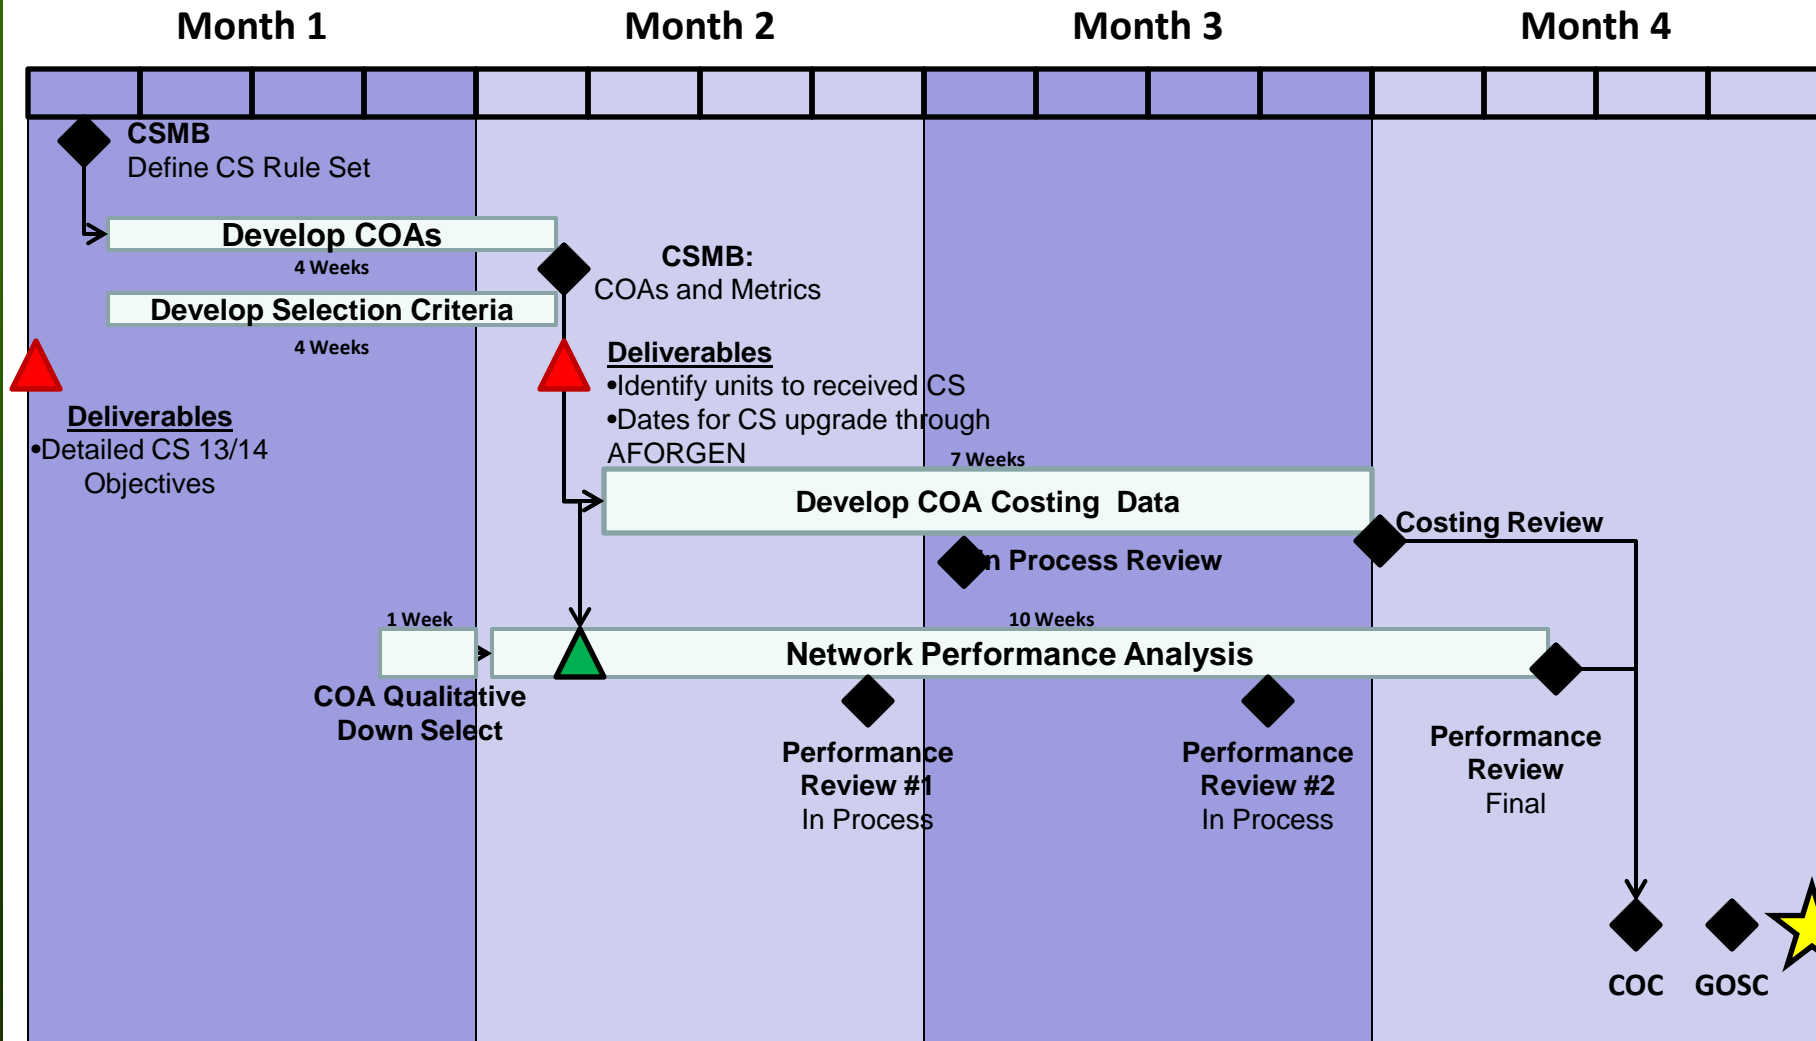 Month 1
Month 2
Month 3
Month 4
CSMB
Define CS Rule Set
Develop COAs
4 Weeks
Develop Selection Criteria
4 Weeks
Deliverables
•Detailed CS 13/14
Objectives
CSMB:
COAs and Metrics
Deliverables
•Identify units to received CS
•Dates for CS upgrade through
AFORGEN
7 Weeks
Develop COA Costing Data
Costing Review
In Process Review
1 Week
10 Weeks
Network Performance Analysis
COA Qualitative
Down Select
Performance
Review #1
In Process
Performance
Review #2
In Process
Performance
Review
Final
COC
GOSC